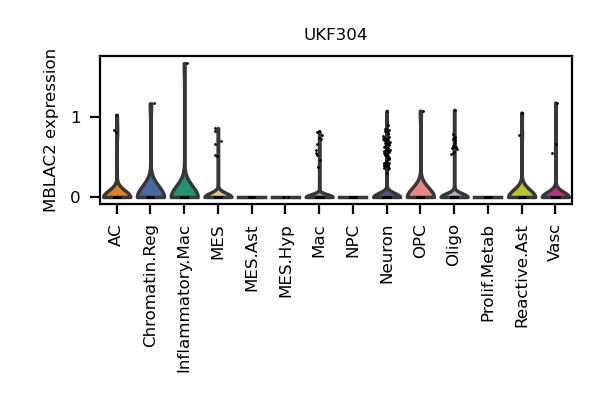 UKF304
MBLAC2 expression
1
0
AC
Chromatin.Reg
Inflammatory.Mac
MES
MES.Ast
MES.Hyp
Mac
NPC
Neuron
OPC
Oligo
Prolif.Metab
Reactive.Ast
Vasc